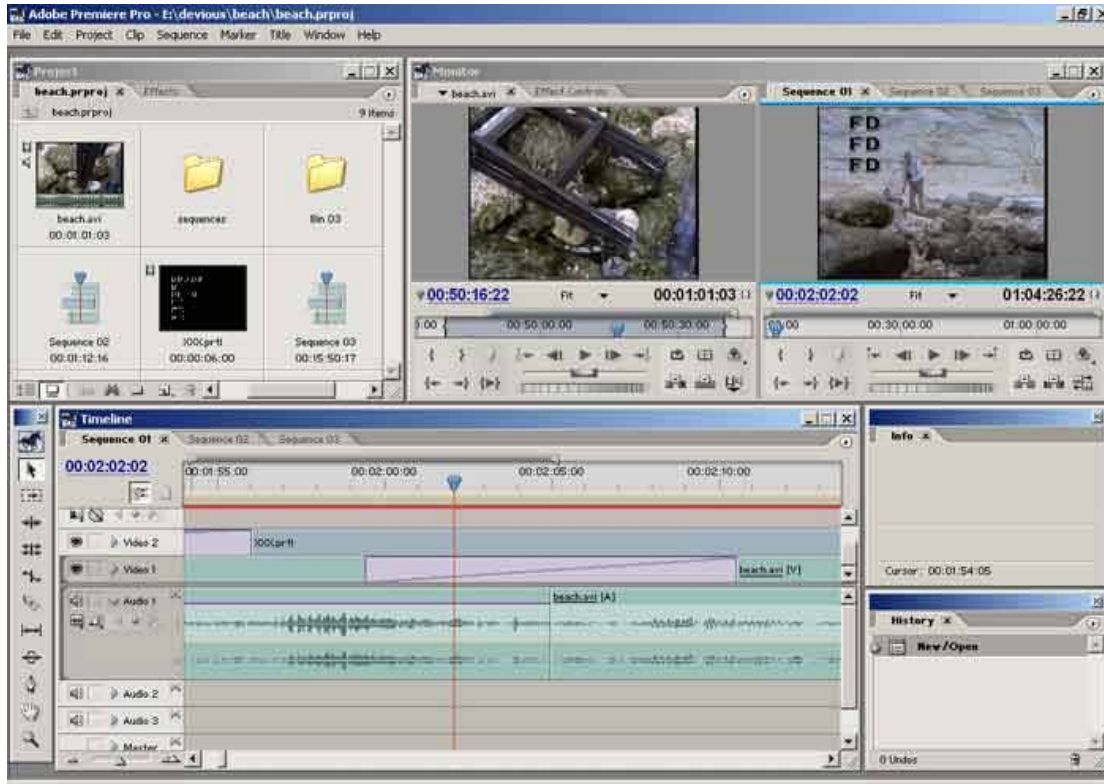 Adobe Premiere Pro - E:\devious\beach\beach.prproj
File Edit Project Clip Sequence Marker Title Window Help
Project
beach.prproj Effects
beach.prproj 9 Items
beach.avi
00:01:01:03
sequences
Bin 03
Sequence 02
00:01:12:16
00:00:06:00
Sequence 03
00:15:50:17
Monitor
beach.avi Effect Controls
Sequence 01 Sequence 02 Sequence 03
FD
FD
FD
00:50:16:22 Fit 00:01:01:03
00:02:02:02 Fit 01:04:26:22
00:50:00:00 00:50:30:00
00:30:00:00 01:00:00:00
Timeline
Sequence 01 Sequence 02 Sequence 03
00:02:02:02
00:01:55:00 00:02:00:00 00:02:05:00 00:02:10:00
Video 2
Video 1 beach.avi [V]
Audio 1 beach.avi [A]
Audio 2
Audio 3
Master
Info
Cursor: 00:01:54:05
History
New/Open
0 Undos